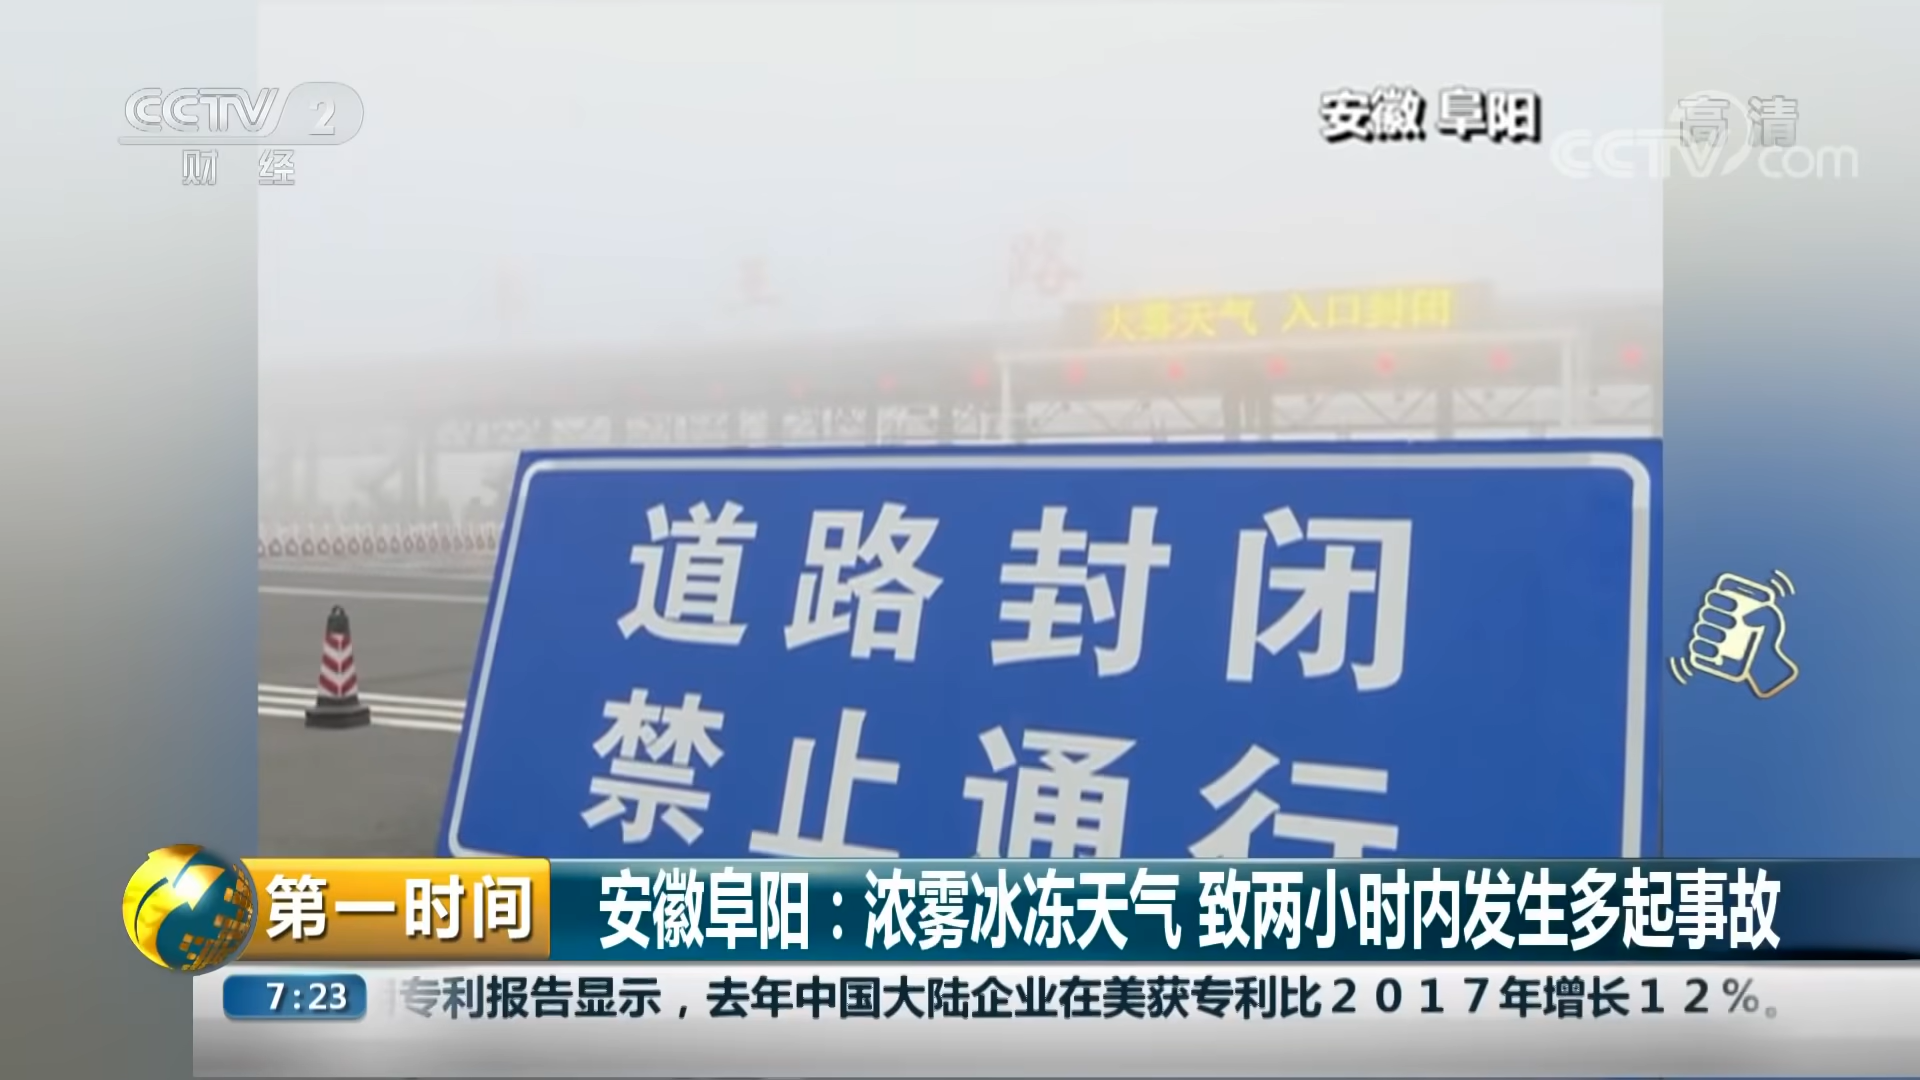 CCTV 2
财 经
安徽 阜阳
高清
CCTV.com
路
大雾天气 入口封闭
道路封闭
禁止通行
第一时间
安徽阜阳：浓雾冰冻天气 致两小时内发生多起事故
7:23
专利报告显示，去年中国大陆企业在美获专利比2017年增长12%。